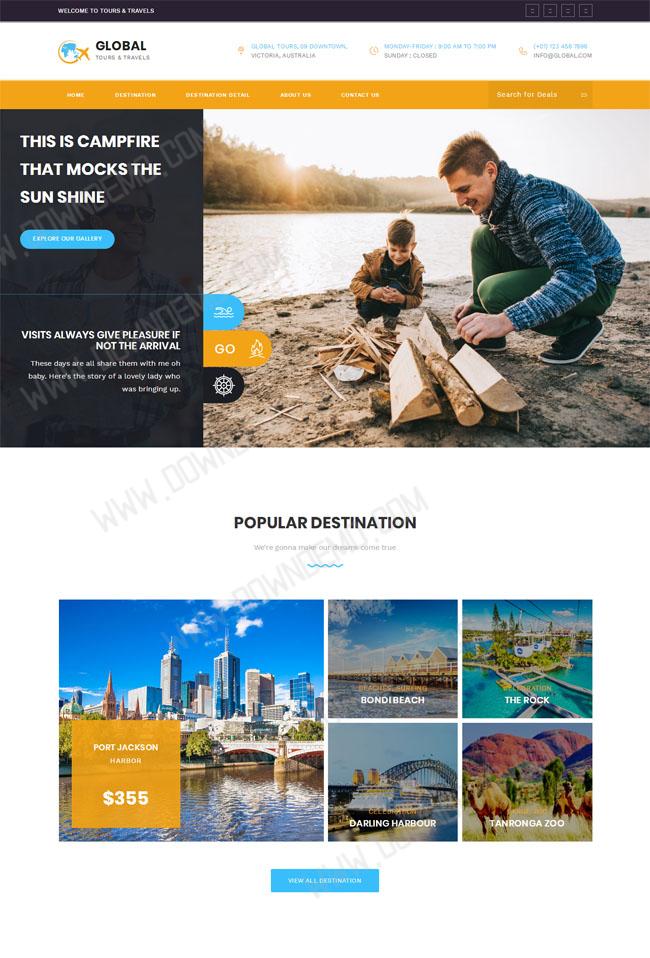 WELCOME TO TOURS & TRAVELS
GLOBAL
TOURS & TRAVELS
GLOBAL TOURS, 09 DOWNTOWN,
VICTORIA, AUSTRALIA
MONDAY-FRIDAY : 9:00 AM TO 7:00 PM
SUNDAY : CLOSED
(+01) 123 456 7896
INFO@GLOBAL.COM
HOME
DESTINATION
DESTINATION DETAIL
ABOUT US
CONTACT US
Search for Deals
THIS IS CAMPFIRE
THAT MOCKS THE
SUN SHINE
EXPLORE OUR GALLERY
VISITS ALWAYS GIVE PLEASURE IF
NOT THE ARRIVAL
These days are all share them with me oh
baby. Here's the story of a lovely lady who
was bringing up.
GO
WWW.DOWNDEMO.COM
POPULAR DESTINATION
We're gonna make our dreams come true
PORT JACKSON
HARBOR
$355
BEACHES, SURFING
BONDI BEACH
CELEBRATION
THE ROCK
CELEBRATION
DARLING HARBOUR
TANRONGA ZOO
VIEW ALL DESTINATION